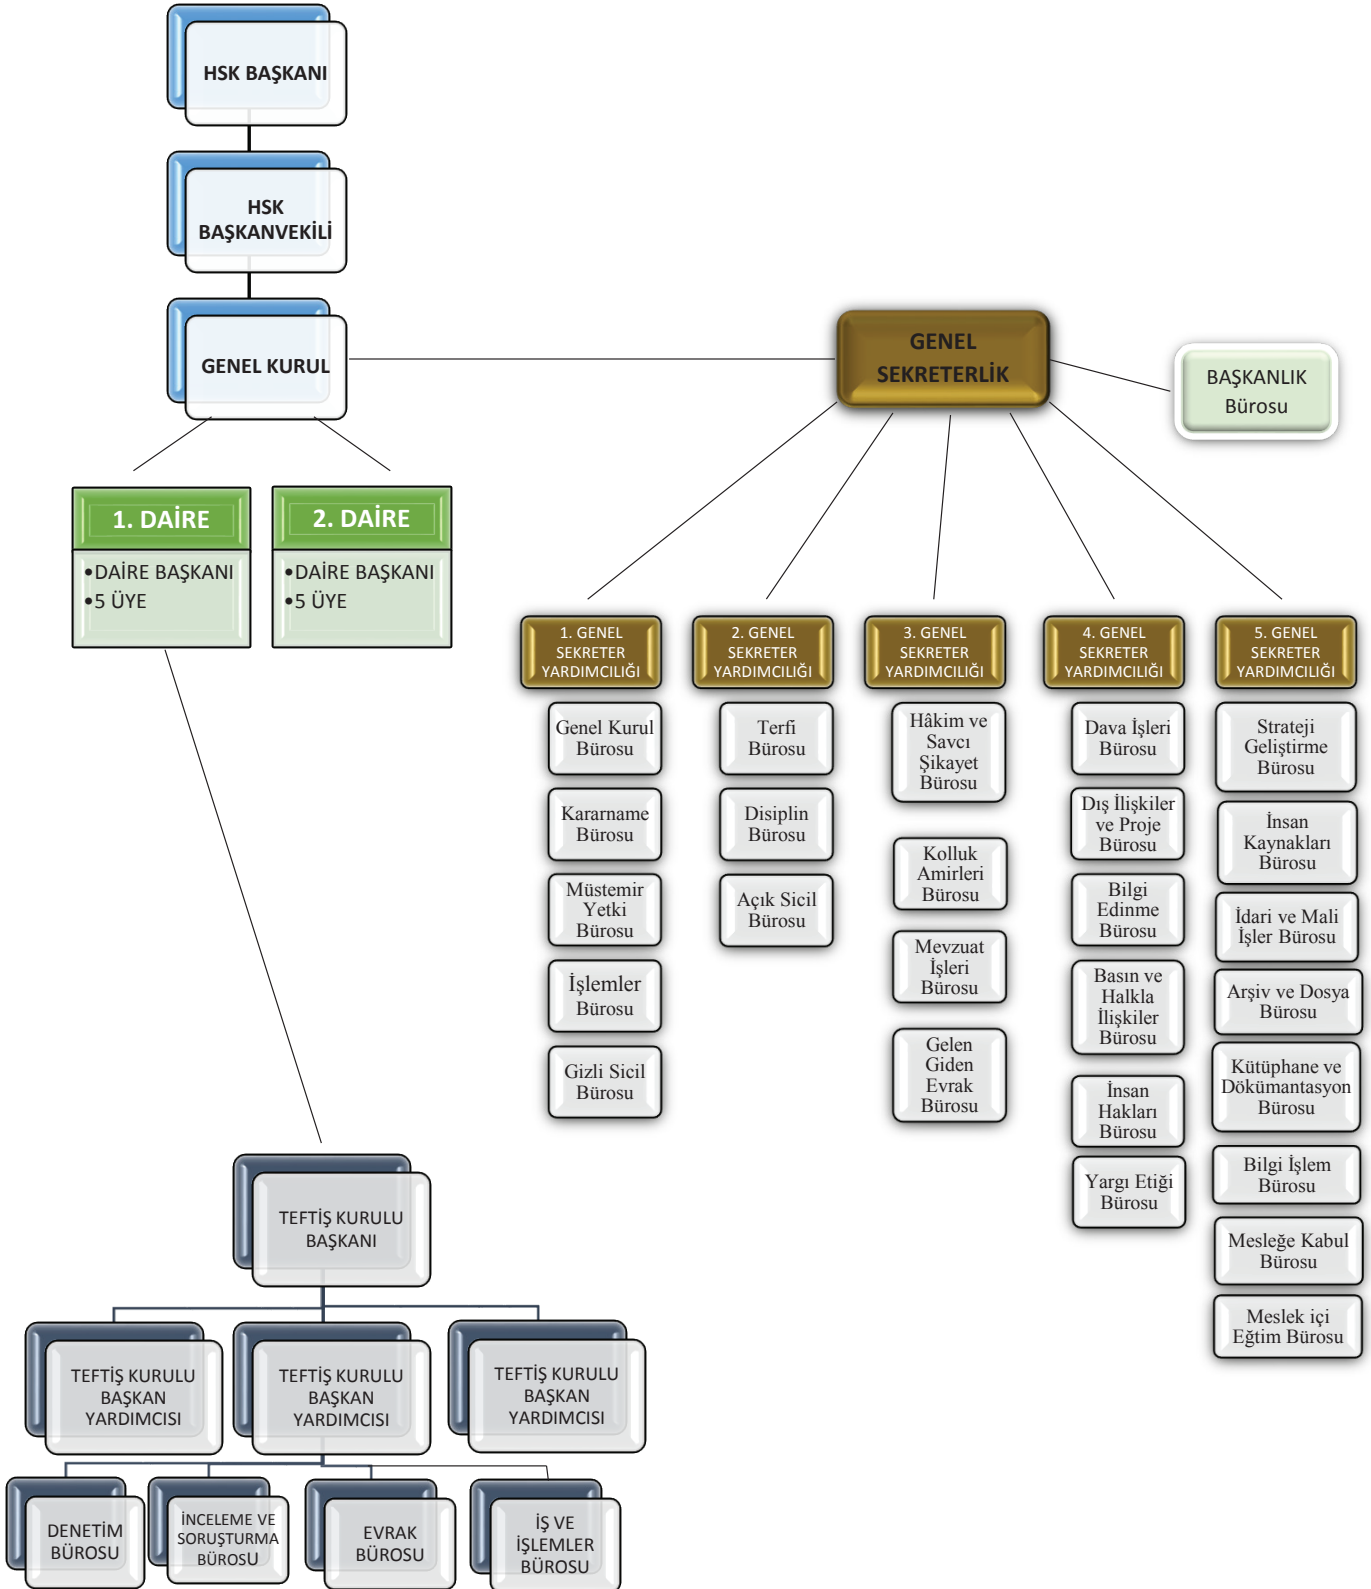 HSK BAŞKANI
HSK
BAŞKANVEKİLİ
GENEL KURUL
GENEL
SEKRETERLİK
BAŞKANLIK
Bürosu
1. DAİRE
•DAİRE BAŞKANI
•5 ÜYE
2. DAİRE
•DAİRE BAŞKANI
•5 ÜYE
1. GENEL
SEKRETER
YARDIMCILIĞI
Genel Kurul
Bürosu
Kararname
Bürosu
Müstemir
Yetki
Bürosu
İşlemler
Bürosu
Gizli Sicil
Bürosu
2. GENEL
SEKRETER
YARDIMCILIĞI
Terfi
Bürosu
Disiplin
Bürosu
Açık Sicil
Bürosu
3. GENEL
SEKRETER
YARDIMCILIĞI
Hâkim ve
Savcı
Şikayet
Bürosu
Kolluk
Amirleri
Bürosu
Mevzuat
İşleri
Bürosu
Gelen
Giden
Evrak
Bürosu
4. GENEL
SEKRETER
YARDIMCILIĞI
Dava İşleri
Bürosu
Dış İlişkiler
ve Proje
Bürosu
Bilgi
Edinme
Bürosu
Basın ve
Halkla
İlişkiler
Bürosu
İnsan
Hakları
Bürosu
Yargı Etiği
Bürosu
5. GENEL
SEKRETER
YARDIMCILIĞI
Strateji
Geliştirme
Bürosu
İnsan
Kaynakları
Bürosu
İdari ve Mali
İşler Bürosu
Arşiv ve Dosya
Bürosu
Kütüphane ve
Dökümantasyon
Bürosu
Bilgi İşlem
Bürosu
Mesleğe Kabul
Bürosu
Meslek içi
Eğtim Bürosu
TEFTİŞ KURULU
BAŞKANI
TEFTİŞ KURULU
BAŞKAN
YARDIMCISI
TEFTİŞ KURULU
BAŞKAN
YARDIMCISI
TEFTİŞ KURULU
BAŞKAN
YARDIMCISI
DENETİM
BÜROSU
İNCELEME VE
SORUŞTURMA
BÜROSU
EVRAK
BÜROSU
İŞ VE
İŞLEMLER
BÜROSU